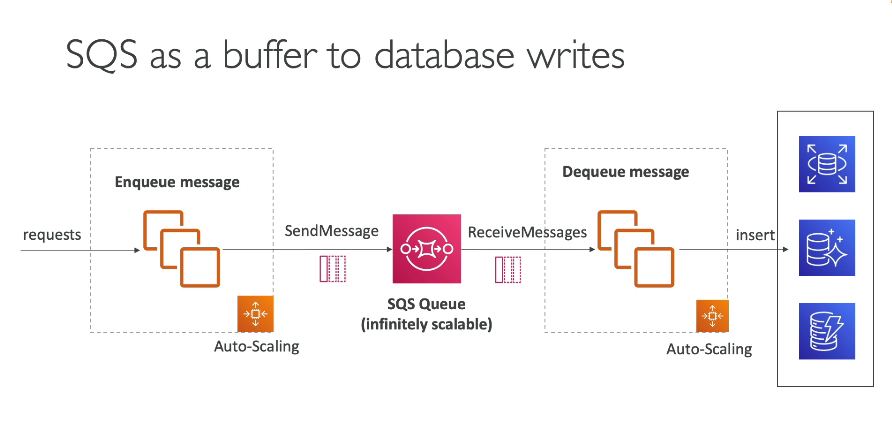 SQS as a buffer to database writes
Enqueue message
Dequeue message
requests
SendMessage
ReceiveMessages
insert
SQS Queue
(infinitely scalable)
Auto-Scaling
Auto-Scaling